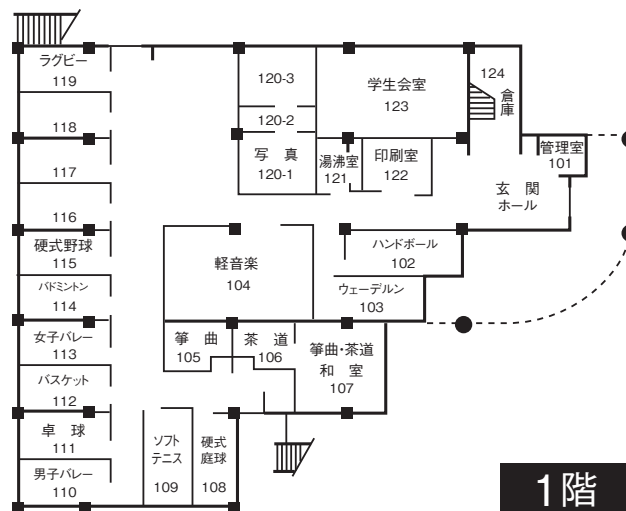 ラグビー
119
118
117
116
硬式野球
115
バドミントン
114
女子バレー
113
バスケット
112
卓 球
111
男子バレー
110
120-3
120-2
写 真
120-1
学生会室
123
124
倉庫
湯沸室
121
印刷室
122
管理室
101
玄 関
ホール
軽音楽
104
ハンドボール
102
ウェーデルン
103
箏 曲
105
茶 道
106
箏曲・茶道
和 室
107
ソフト
テニス
109
硬式
庭球
108
1階